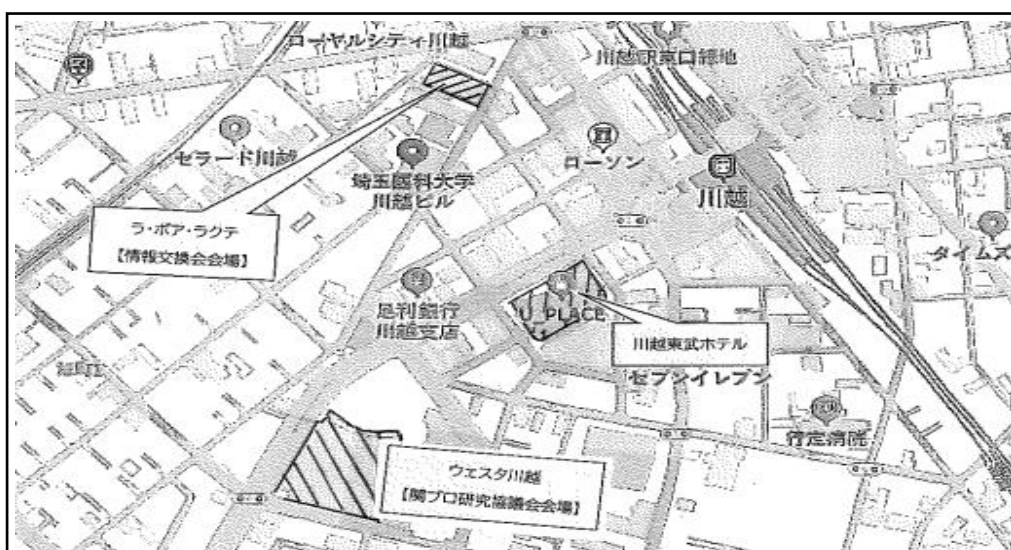 ローヤルシティ川越
川越駅東口緑地
セラード川越
埼玉医科大学
川越ビル
ローソン
川越
タイムズ
ラ・ボア・ラクテ
【情報交換会会場】
足利銀行
川越支店
U PLACE
川越東武ホテル
セブンイレブン
行定病院
ウェスタ川越
【関ブロ研究協議会会場】